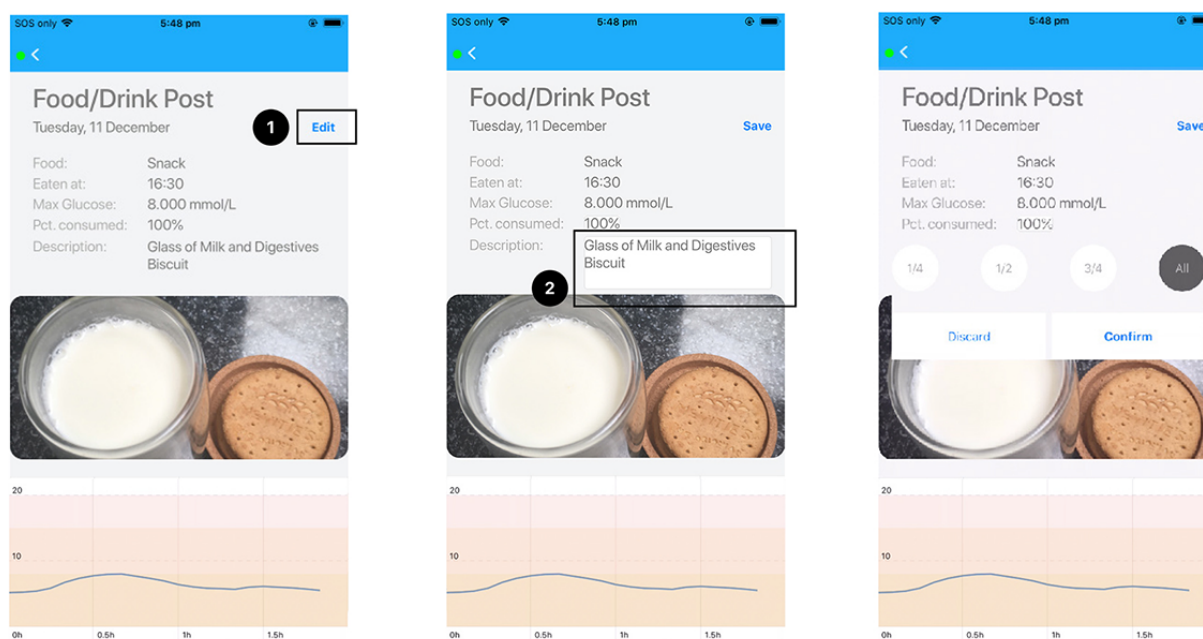 SOS only 5:48 pm
Food/Drink Post
Tuesday, 11 December
1 Edit
Food: Snack
Eaten at: 16:30
Max Glucose: 8.000 mmol/L
Pct. consumed: 100%
Description: Glass of Milk and Digestives
Biscuit
20
10
0h 0.5h 1h 1.5h
SOS only 5:48 pm
Food/Drink Post
Tuesday, 11 December Save
Food: Snack
Eaten at: 16:30
Max Glucose: 8.000 mmol/L
Pct. consumed: 100%
Description: Glass of Milk and Digestives
Biscuit
2
20
10
0h 0.5h 1h 1.5h
SOS only 5:48 pm
Food/Drink Post
Tuesday, 11 December Save
Food: Snack
Eaten at: 16:30
Max Glucose: 8.000 mmol/L
Pct. consumed: 100%
1/4 1/2 3/4 All
Discard Confirm
20
10
0h 0.5h 1h 1.5h